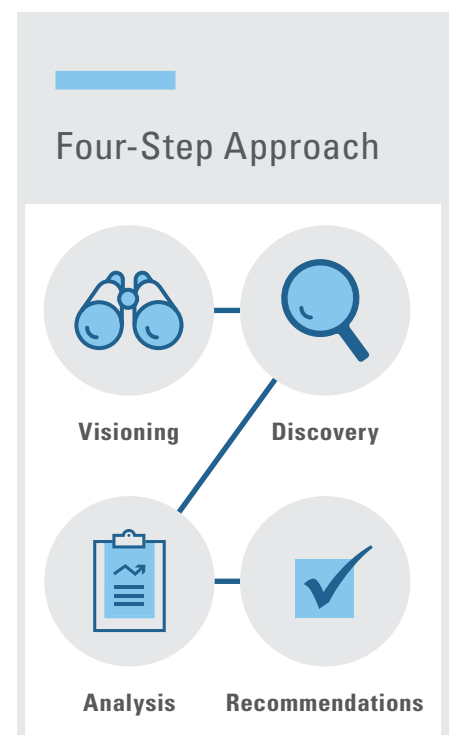 Four-Step Approach
Visioning
Discovery
Analysis
Recommendations